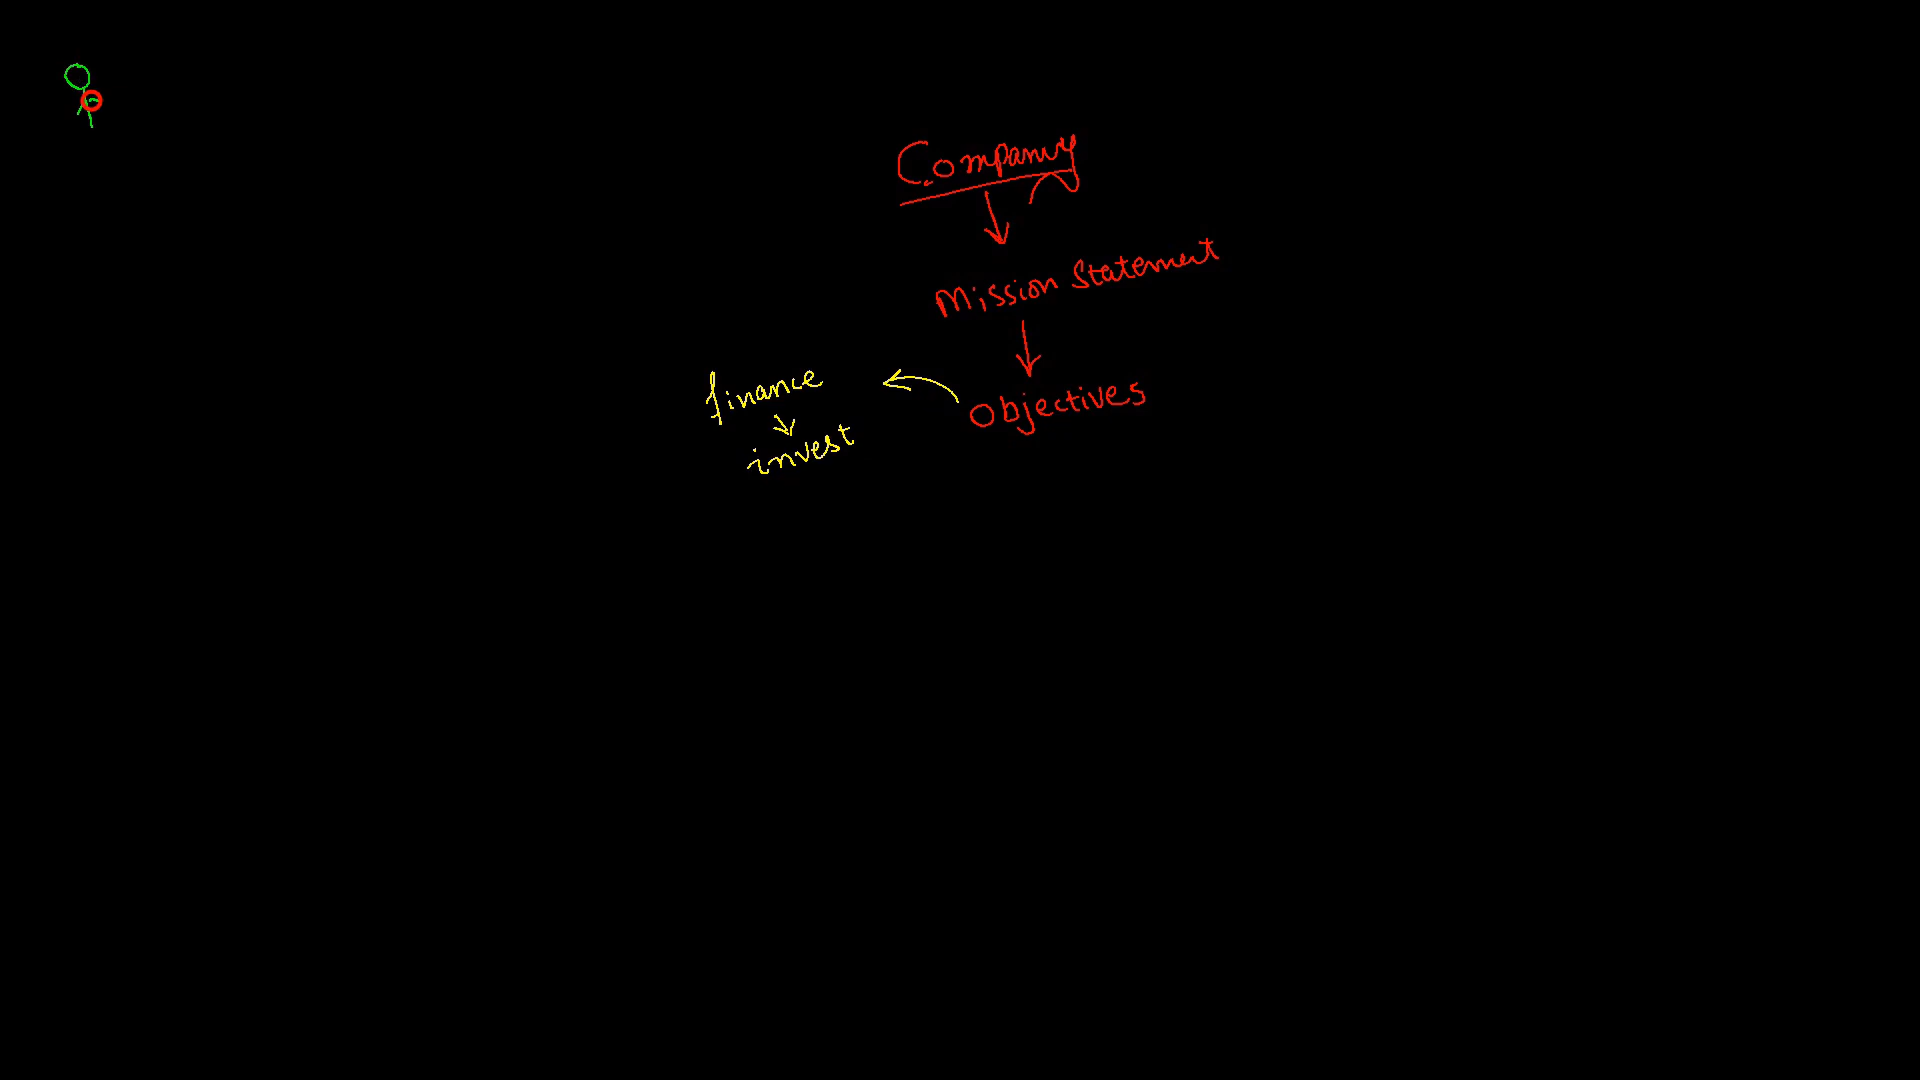 Company
Mission Statement
Objectives
finance
invest